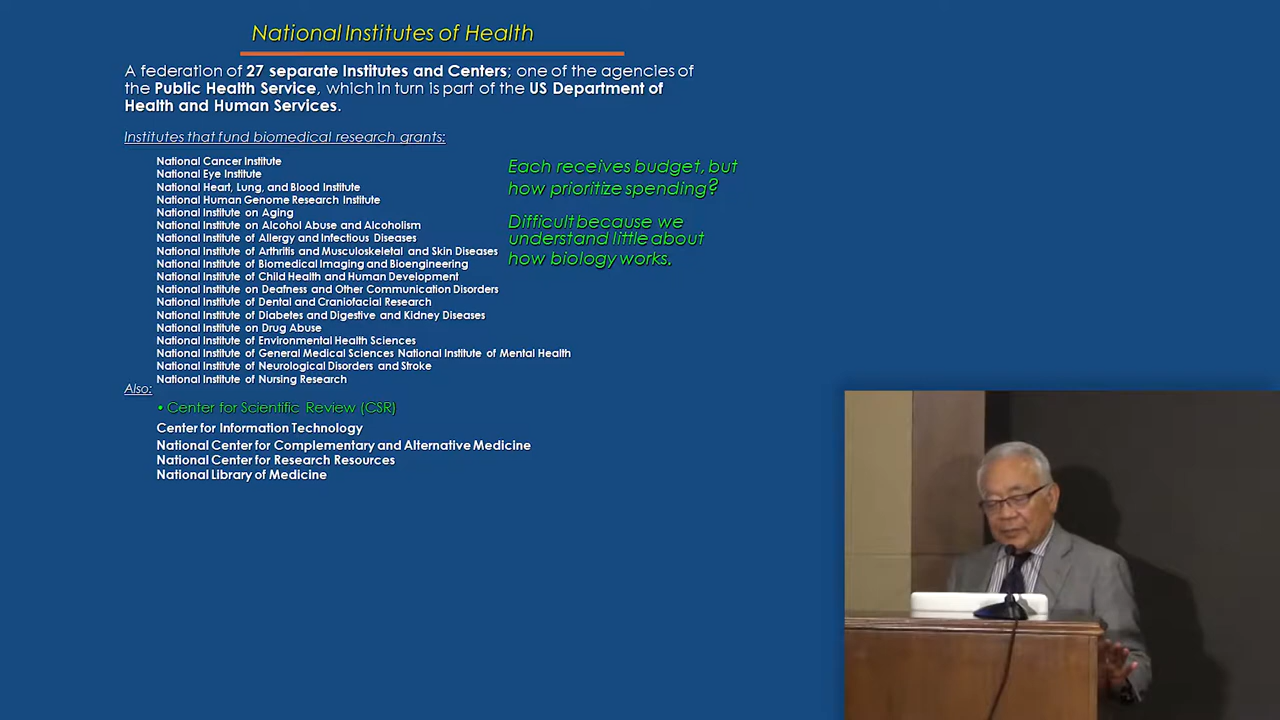 National Institutes of Health
A federation of 27 separate Institutes and Centers; one of the agencies of
the Public Health Service, which in turn is part of the US Department of
Health and Human Services.
Institutes that fund biomedical research grants:
National Cancer Institute
National Eye Institute
National Heart, Lung, and Blood Institute
National Human Genome Research Institute
National Institute on Aging
National Institute on Alcohol Abuse and Alcoholism
National Institute of Allergy and Infectious Diseases
National Institute of Arthritis and Musculoskeletal and Skin Diseases
National Institute of Biomedical Imaging and Bioengineering
National Institute of Child Health and Human Development
National Institute on Deafness and Other Communication Disorders
National Institute of Dental and Craniofacial Research
National Institute of Diabetes and Digestive and Kidney Diseases
National Institute on Drug Abuse
National Institute of Environmental Health Sciences
National Institute of General Medical Sciences National Institute of Mental Health
National Institute of Neurological Disorders and Stroke
National Institute of Nursing Research
Each receives budget, but
how prioritize spending?
Difficult because we
understand little about
how biology works.
Also:
• Center for Scientific Review (CSR)
Center for Information Technology
National Center for Complementary and Alternative Medicine
National Center for Research Resources
National Library of Medicine